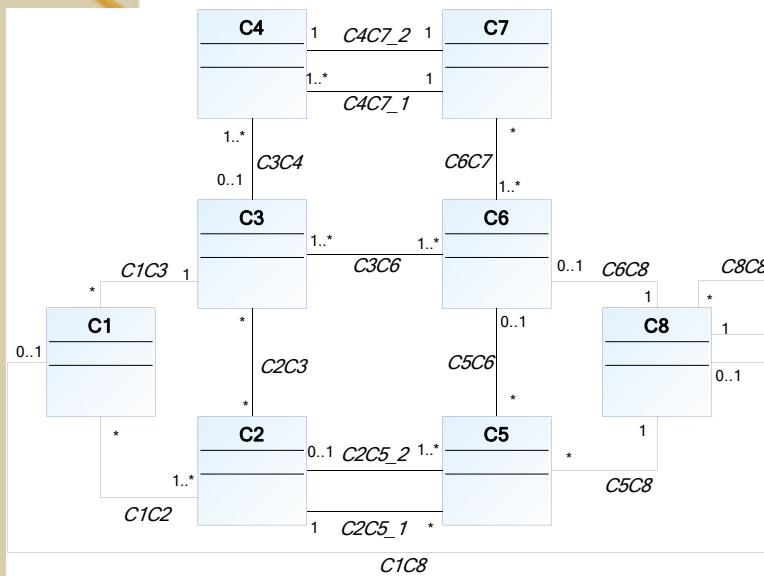 C4
1
C4C7_2
1
C7
1..*
C4C7_1
1
1..*
C3C4
0..1
*
C6C7
1..*
C3
C6
1..*
C3C6
1..*
C1C3
1
*
0..1
C6C8
1
C8C8
*
C1
0..1
C8
1
0..1
*
C2C3
*
0..1
C5C6
*
C2
C5
0..1
C2C5_2
1..*
*
1..*
C1C2
1
C2C5_1
*
*
1
C5C8
C1C8